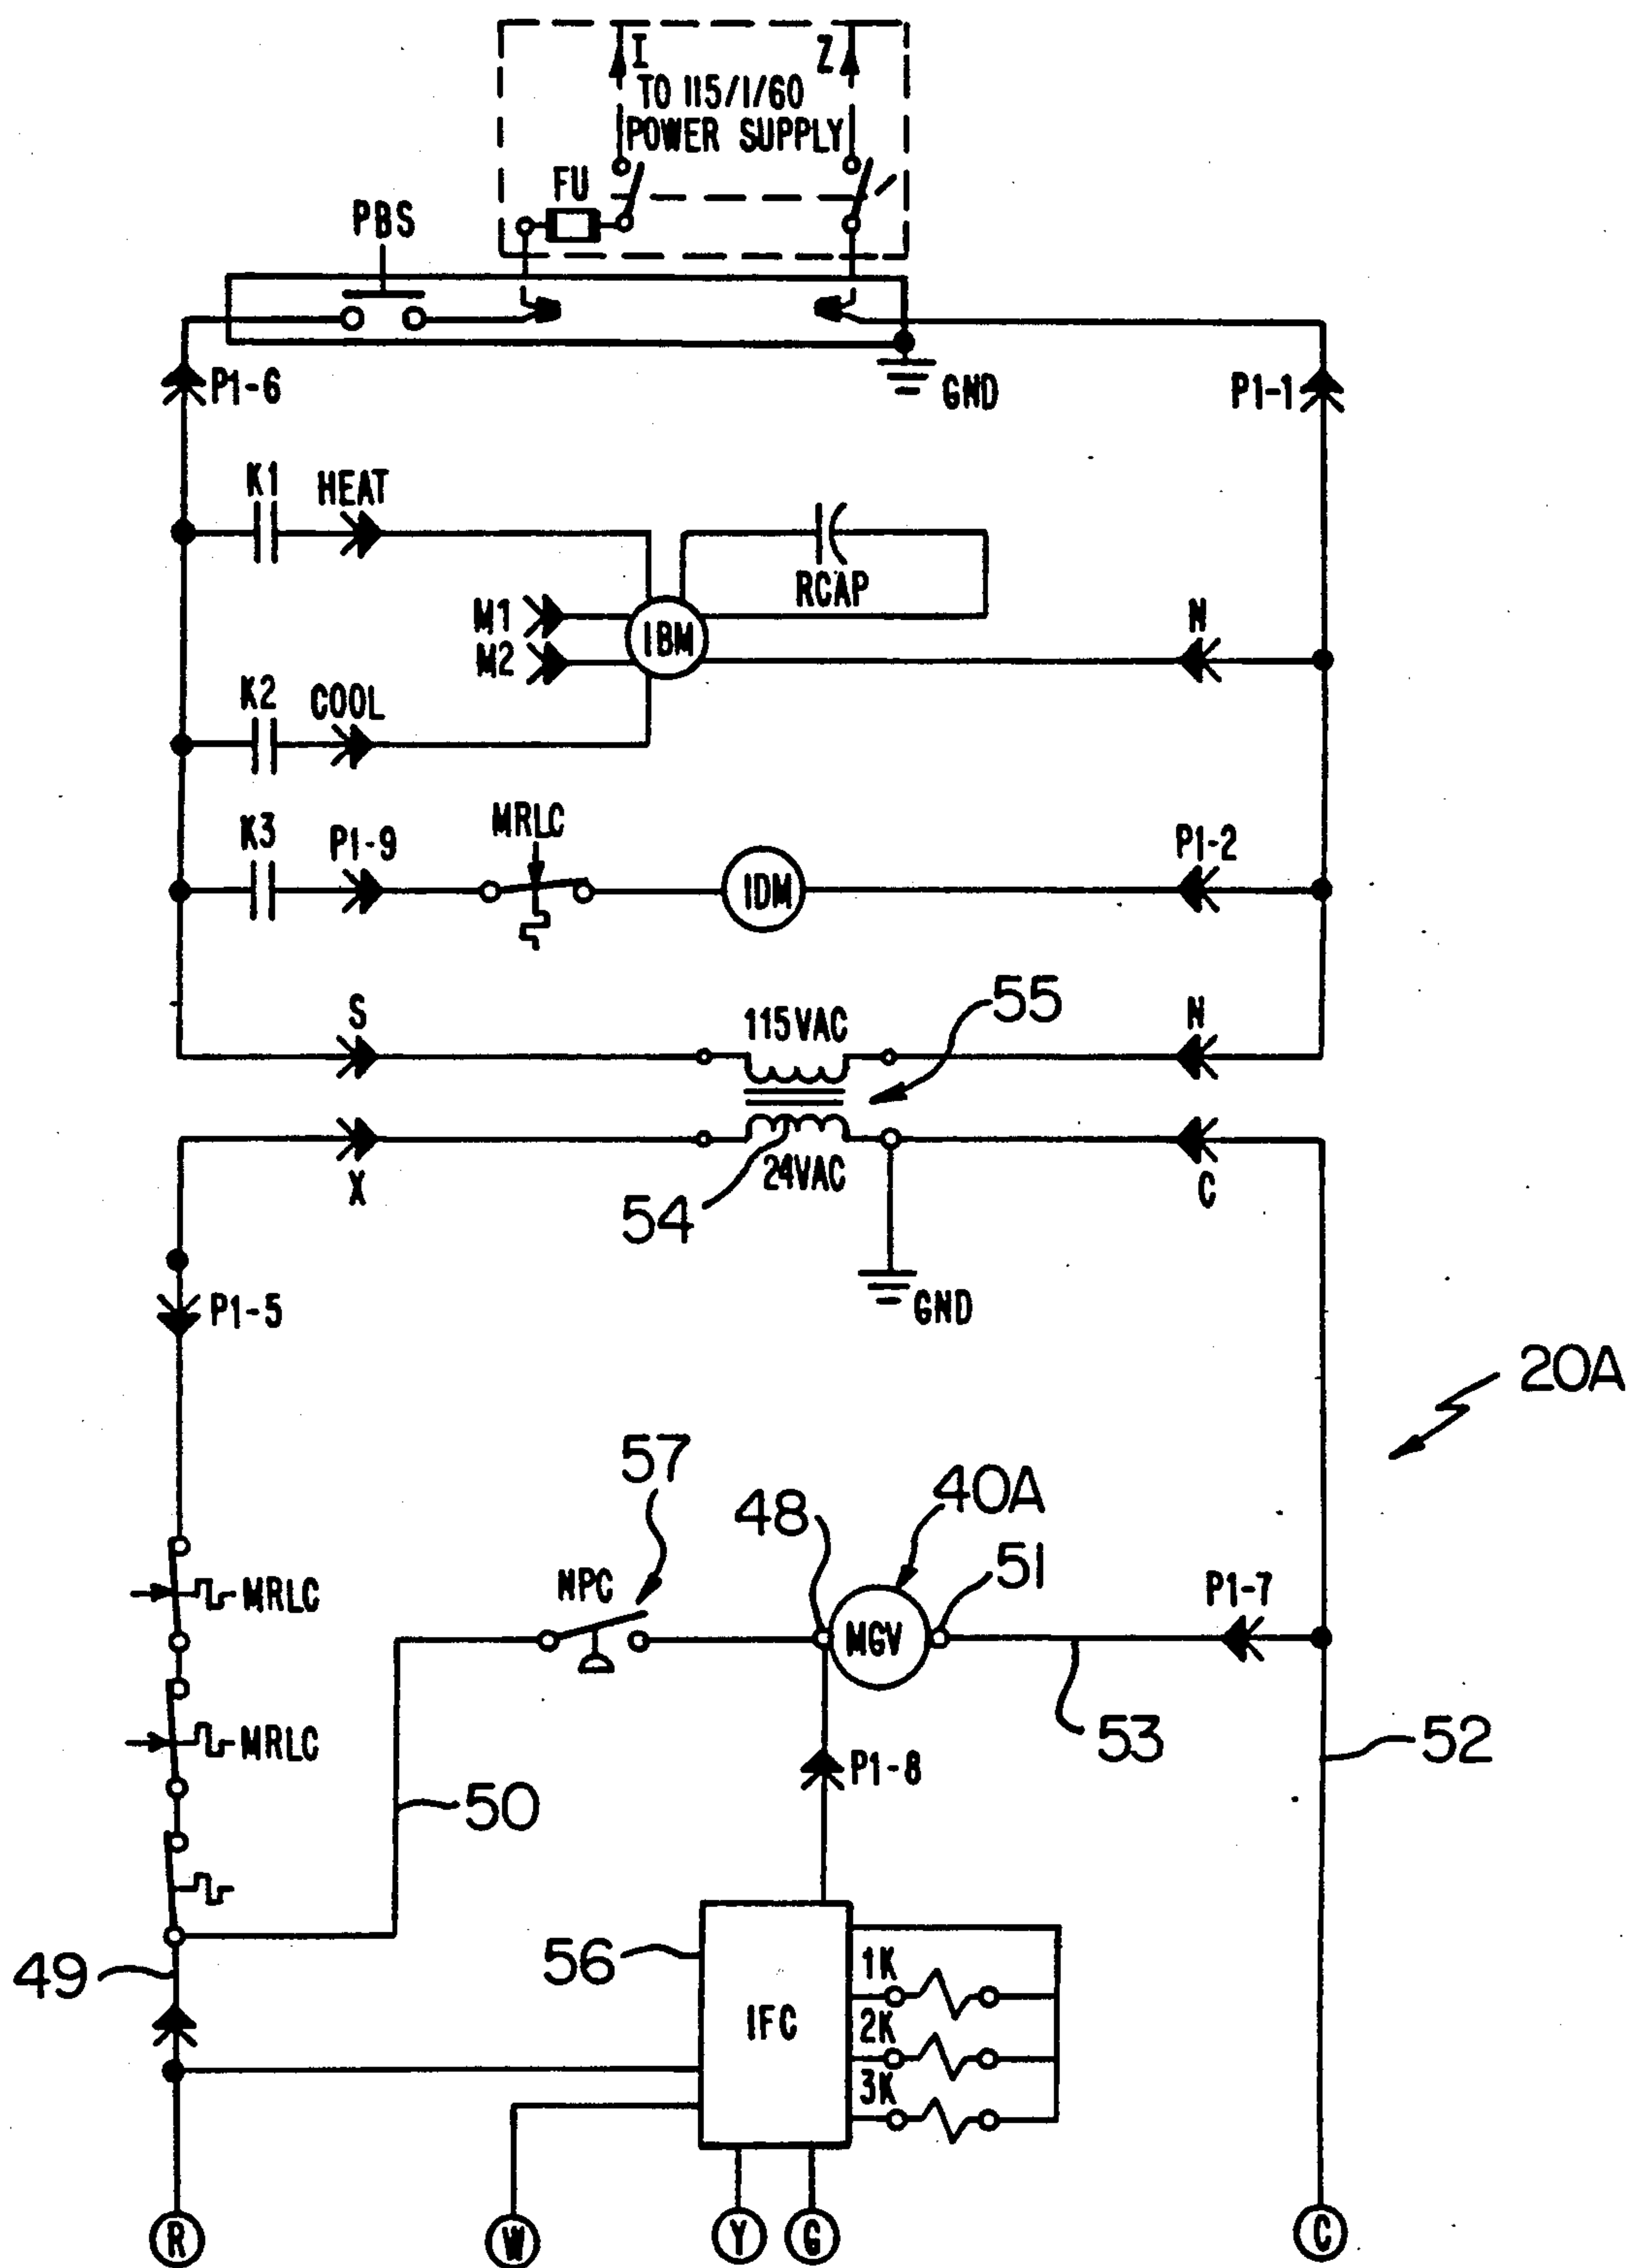 I Z
TO 115/1/60
POWER SUPPLY
FU
PBS
P1-6
GND
P1-1
K1 HEAT
RCAP
M1
IBM
N
M2
K2 COOL
K3 P1-9 MRLC
IDM
P1-2
55
S 115VAC N
X 24VAC C
54
P1-5
GND
20A
57
48 40A 51
MRLC
NPC
MGV
P1-7
MRLC
53 52
50 P1-8
49
56
IFC
1K
2K
3K
R W Y G C